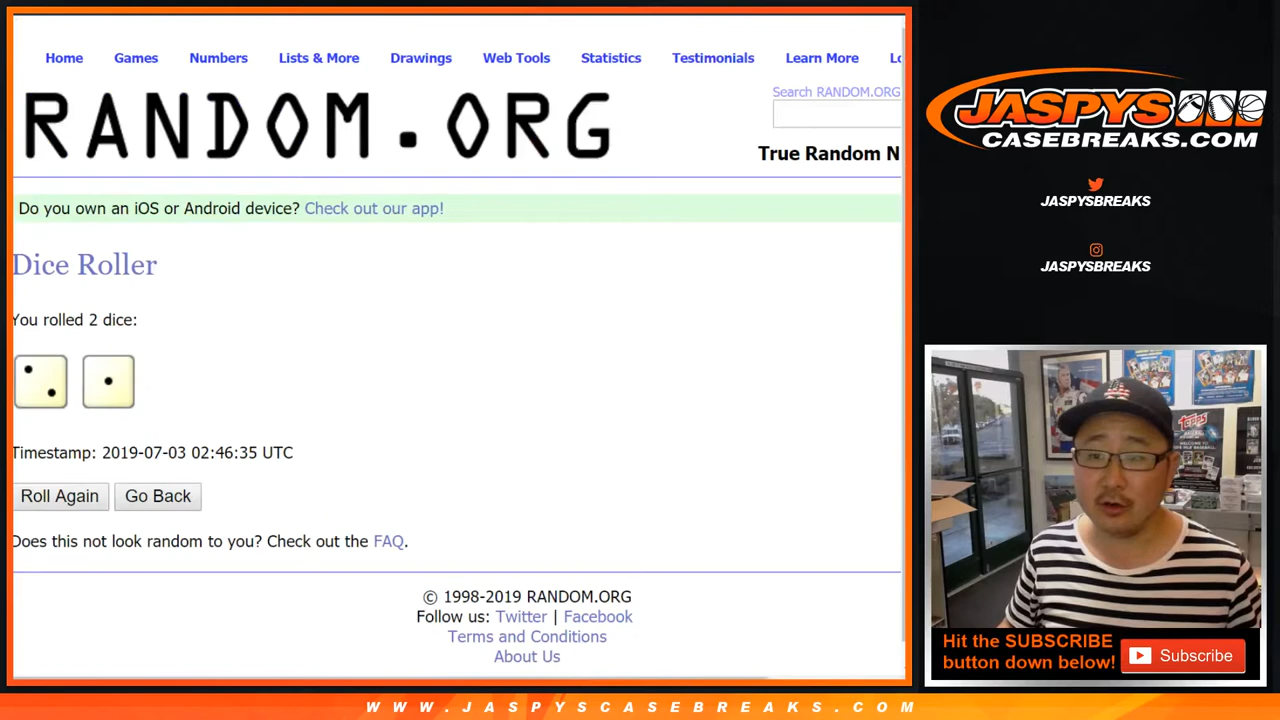 Home Games Numbers Lists & More Drawings Web Tools Statistics Testimonials Learn More Lo
Search RANDOM.ORG
RANDOM.ORG
True Random N
Do you own an iOS or Android device? Check out our app!
Dice Roller
You rolled 2 dice:
Timestamp: 2019-07-03 02:46:35 UTC
Roll Again Go Back
Does this not look random to you? Check out the FAQ.
© 1998-2019 RANDOM.ORG
Follow us: Twitter | Facebook
Terms and Conditions
About Us
JASPYS
CASEBREAKS.COM
JASPYSBREAKS
JASPYSBREAKS
TOPPS
Hit the SUBSCRIBE
button down below!
Subscribe
WWW.JASPYSCASEBREAKS.COM